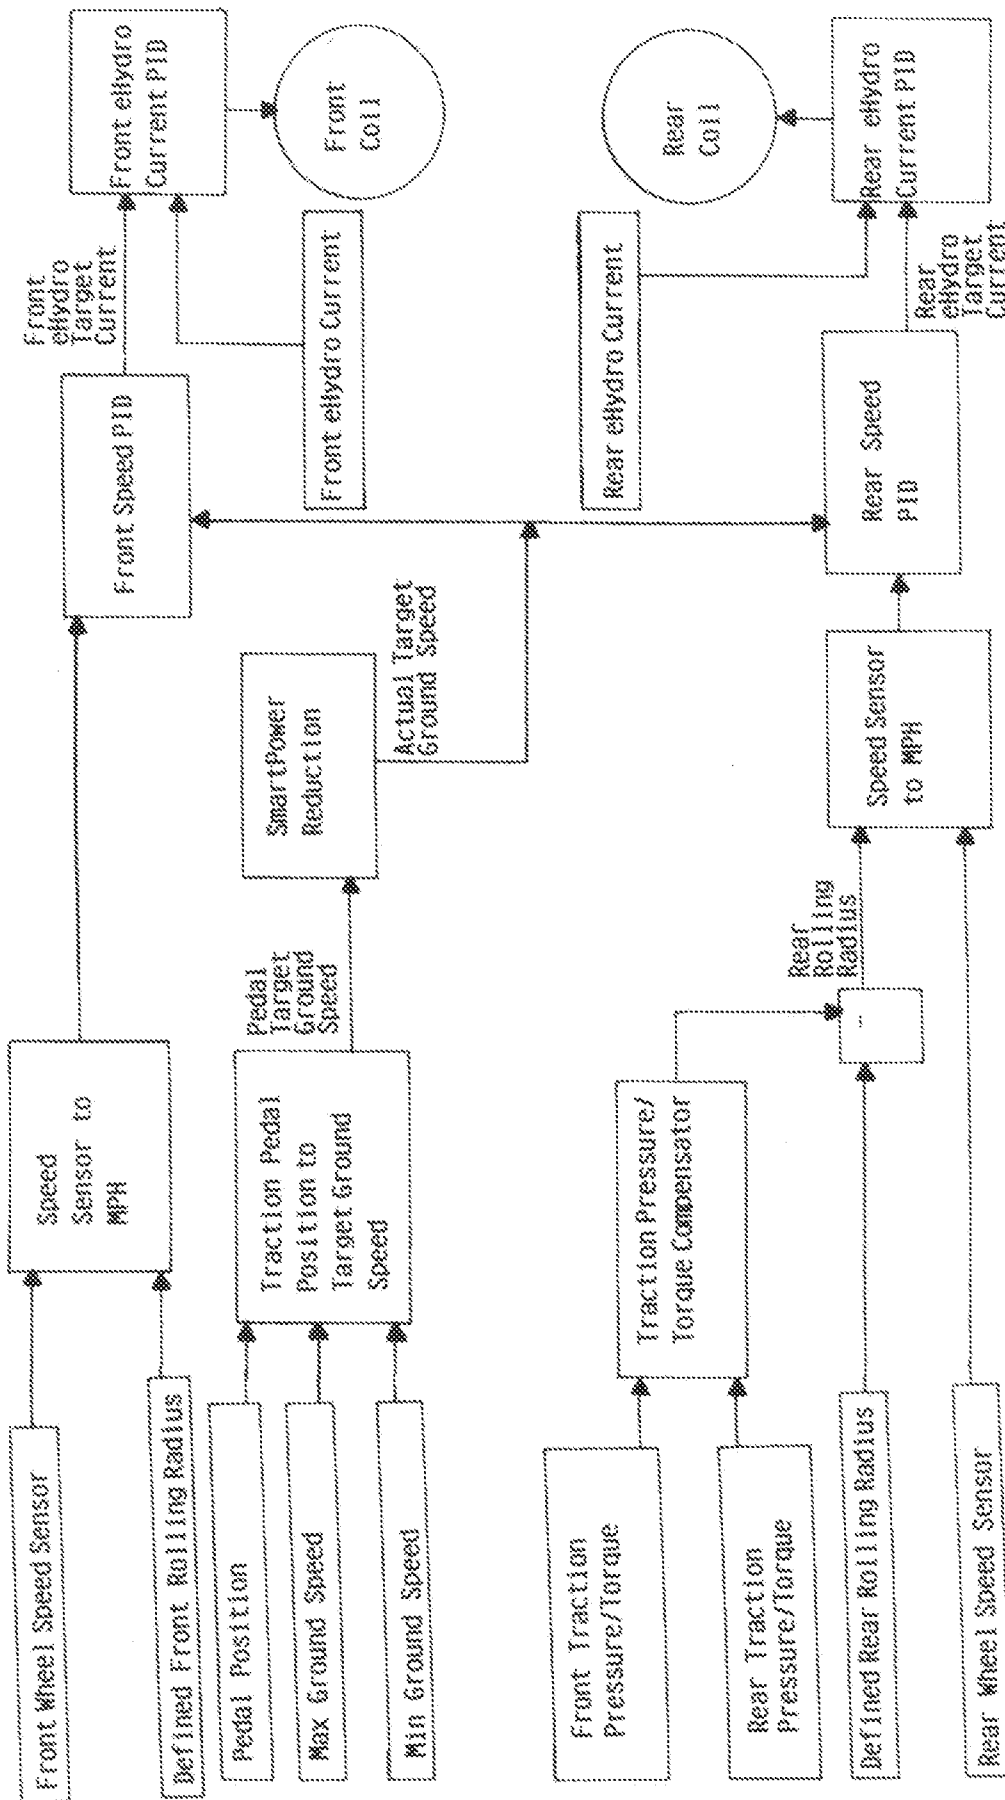 Front Wheel Speed Sensor
Defined Front Rolling Radius
Speed
Sensor to
MPH
Front Speed PID
Front
eHydro
Target
Current
Front eHydro
Current PID
Front eHydro Current
Front
Coil
Pedal Position
Max Ground Speed
Min Ground Speed
Traction Pedal
Position to
Target Ground
Speed
Pedal
Target
Ground
Speed
SmartPower
Reduction
Actual Target
Ground Speed
Front Traction
Pressure/Torque
Rear Traction
Pressure/Torque
Traction Pressure/
Torque Compensator
Defined Rear Rolling Radius
-
Rear
Rolling
Radius
Rear Wheel Speed Sensor
Speed Sensor
to MPH
Rear Speed
PID
Rear
eHydro
Target
Current
Rear eHydro Current
Rear eHydro
Current PID
Rear
Coil